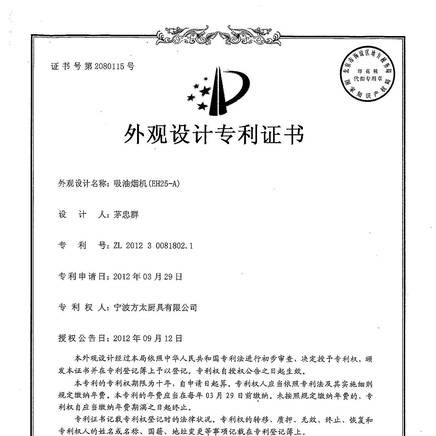 证书号第2080115号
印花税
代扣专用章
国家知识产权局
外观设计专利证书
外观设计名称：吸油烟机(EH25-A)
设 计 人：茅忠群
专 利 号：ZL 2012 3 0081802.1
专利申请日：2012年03月29日
专 利 权 人：宁波方太厨具有限公司
授权公告日：2012年09月12日
本外观设计经过本局依照中华人民共和国专利法进行初步审查，决定授予专利权，颁
发本证书并在专利登记簿上予以登记。专利权自授权公告之日起生效。
本专利的专利权期限为十年，自申请日起算。专利权人应当依照专利法及其实施细则
规定缴纳年费。本专利的年费应当在每年03月29日前缴纳。未按照规定缴纳年费的，专
利权自应当缴纳年费期满之日起终止。
专利证书记载专利权登记时的法律状况。专利权的转移、质押、无效、终止、恢复和
专利权人的姓名或名称、国籍、地址变更等事项记载在专利登记簿上。